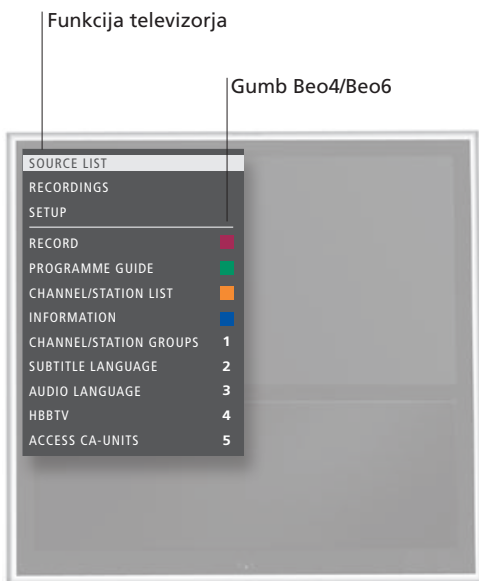 Funkcija televizorja
Gumb Beo4/Beo6
SOURCE LIST
RECORDINGS
SETUP
RECORD
PROGRAMME GUIDE
CHANNEL/STATION LIST
INFORMATION
CHANNEL/STATION GROUPS 1
SUBTITLE LANGUAGE 2
AUDIO LANGUAGE 3
HBBTV 4
ACCESS CA-UNITS 5